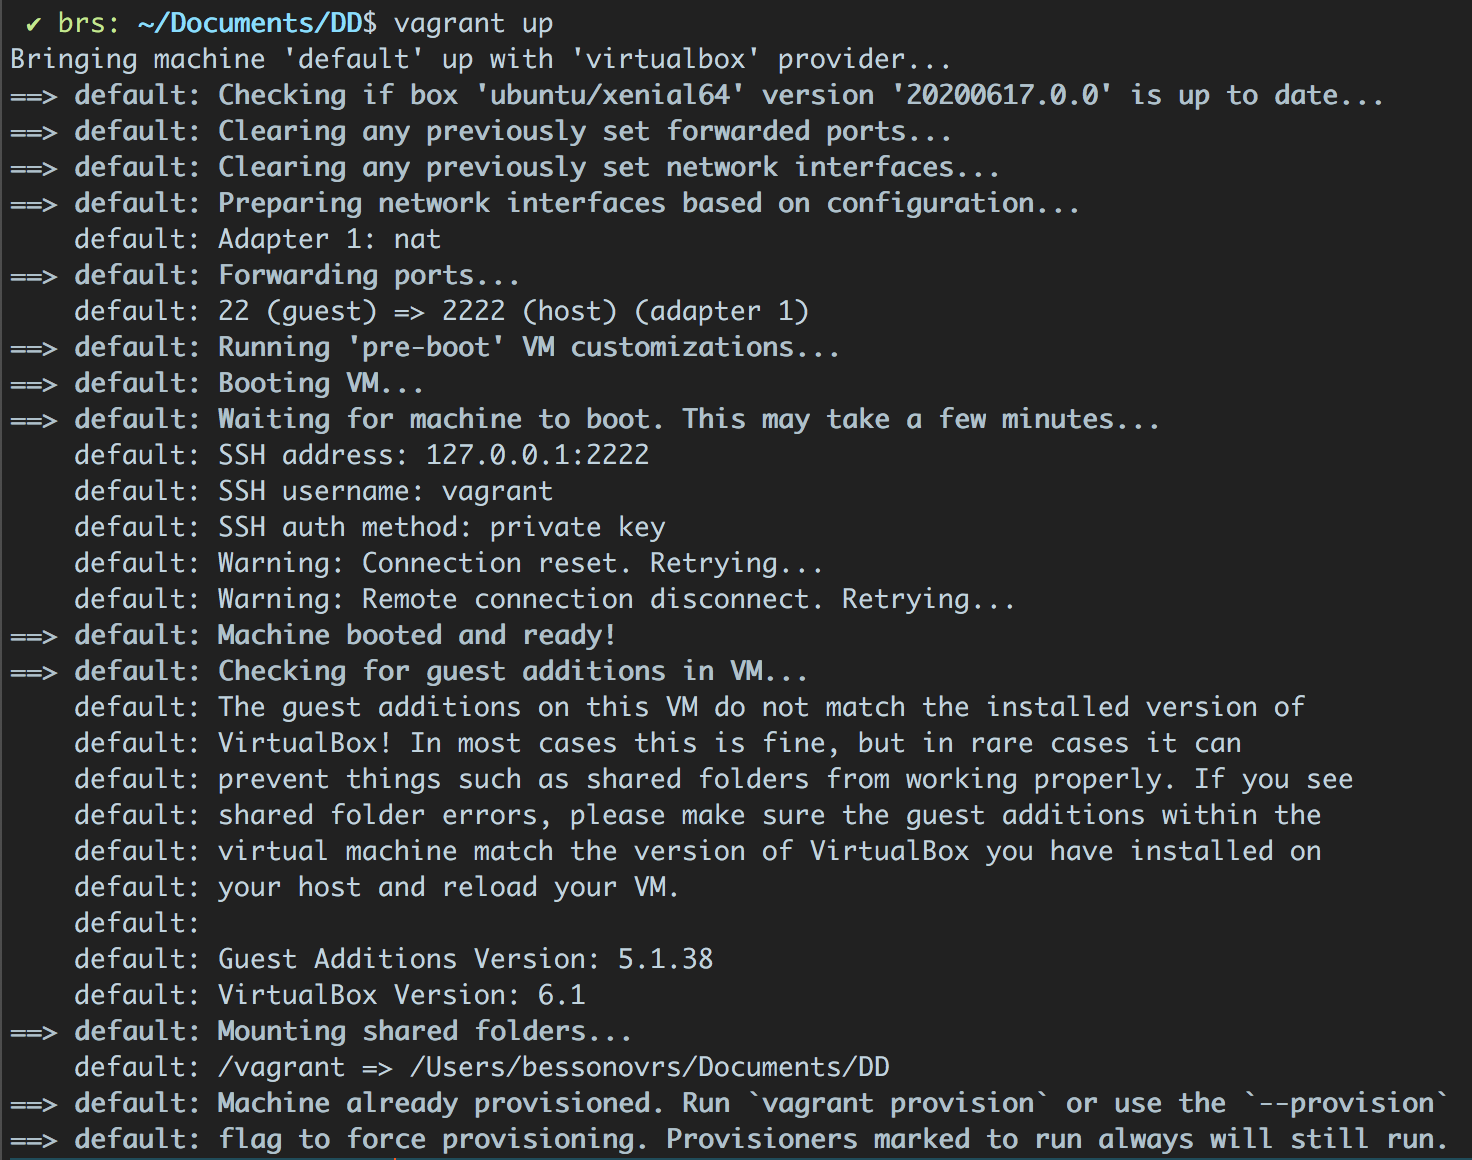 ✔ brs: ~/Documents/DD$ vagrant up
Bringing machine 'default' up with 'virtualbox' provider...
==> default: Checking if box 'ubuntu/xenial64' version '20200617.0.0' is up to date...
==> default: Clearing any previously set forwarded ports...
==> default: Clearing any previously set network interfaces...
==> default: Preparing network interfaces based on configuration...
    default: Adapter 1: nat
==> default: Forwarding ports...
    default: 22 (guest) => 2222 (host) (adapter 1)
==> default: Running 'pre-boot' VM customizations...
==> default: Booting VM...
==> default: Waiting for machine to boot. This may take a few minutes...
    default: SSH address: 127.0.0.1:2222
    default: SSH username: vagrant
    default: SSH auth method: private key
    default: Warning: Connection reset. Retrying...
    default: Warning: Remote connection disconnect. Retrying...
==> default: Machine booted and ready!
==> default: Checking for guest additions in VM...
    default: The guest additions on this VM do not match the installed version of
    default: VirtualBox! In most cases this is fine, but in rare cases it can
    default: prevent things such as shared folders from working properly. If you see
    default: shared folder errors, please make sure the guest additions within the
    default: virtual machine match the version of VirtualBox you have installed on
    default: your host and reload your VM.
    default:
    default: Guest Additions Version: 5.1.38
    default: VirtualBox Version: 6.1
==> default: Mounting shared folders...
    default: /vagrant => /Users/bessonovrs/Documents/DD
==> default: Machine already provisioned. Run `vagrant provision` or use the `--provision`
==> default: flag to force provisioning. Provisioners marked to run always will still run.